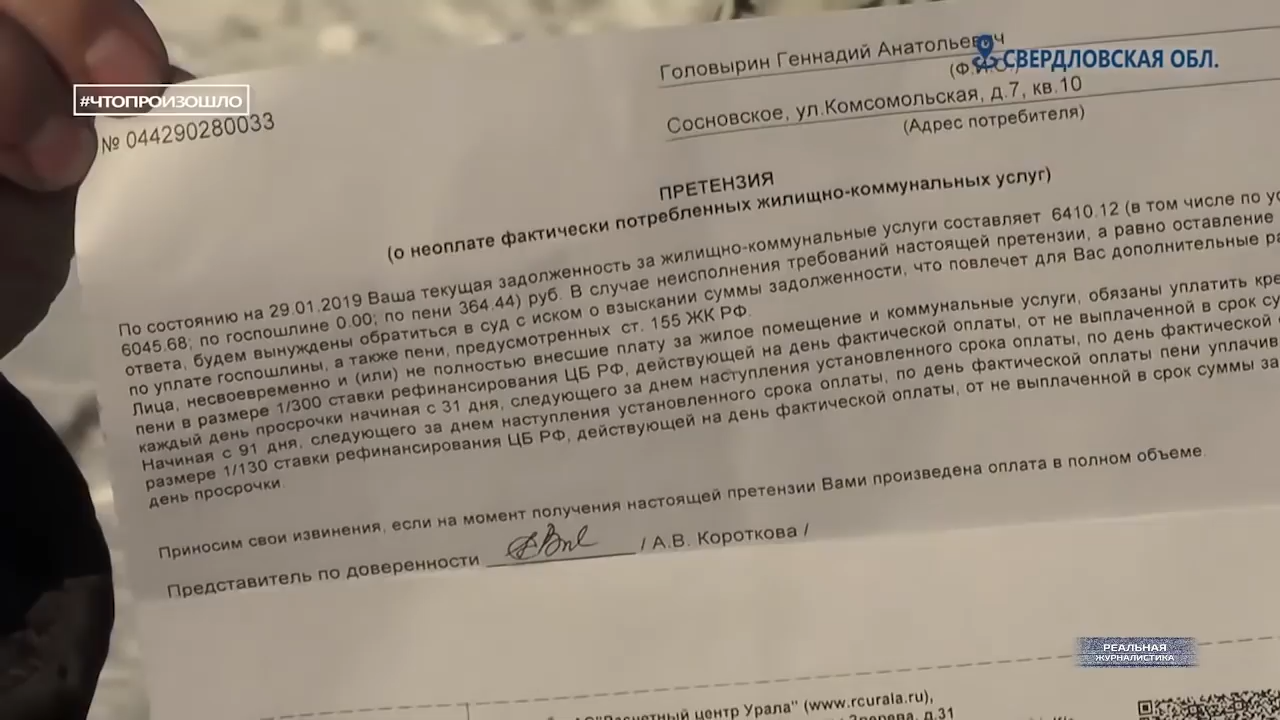 #ЧТОПРОИЗОШЛО
СВЕРДЛОВСКАЯ ОБЛ.
№ 044290280033
Головырин Геннадий Анатольевич
(Ф.И.О.)
Сосновское, ул.Комсомольская, д.7, кв.10
(Адрес потребителя)
ПРЕТЕНЗИЯ
(о неоплате фактически потребленных жилищно-коммунальных услуг)
По состоянию на 29.01.2019 Ваша текущая задолженность за жилищно-коммунальные услуги составляет 6410.12 (в том числе по ус
6045.68; по госпошлине 0.00; по пени 364.44) руб. В случае неисполнения требований настоящей претензии, а равно оставление
ответа, будем вынуждены обратиться в суд с иском о взыскании суммы задолженности, что повлечет для Вас дополнительные ра
по уплате госпошлины, а также пени, предусмотренных ст. 155 ЖК РФ.
Лица, несвоевременно и (или) не полностью внесшие плату за жилое помещение и коммунальные услуги, обязаны уплатить кре
пени в размере 1/300 ставки рефинансирования ЦБ РФ, действующей на день фактической оплаты, от не выплаченной в срок су
каждый день просрочки начиная с 31 дня, следующего за днем наступления установленного срока оплаты, по день фактической
Начиная с 91 дня, следующего за днем наступления установленного срока оплаты, по день фактической оплаты пени уплачив
размере 1/130 ставки рефинансирования ЦБ РФ, действующей на день фактической оплаты, от не выплаченной в срок суммы за
день просрочки.
Приносим свои извинения, если на момент получения настоящей претензии Вами произведена оплата в полном объеме.
Представитель по доверенности / А.В. Короткова /
РЕАЛЬНАЯ
ЖУРНАЛИСТИКА
"Расчетный центр Урала" (www.rcurala.ru),
д.31